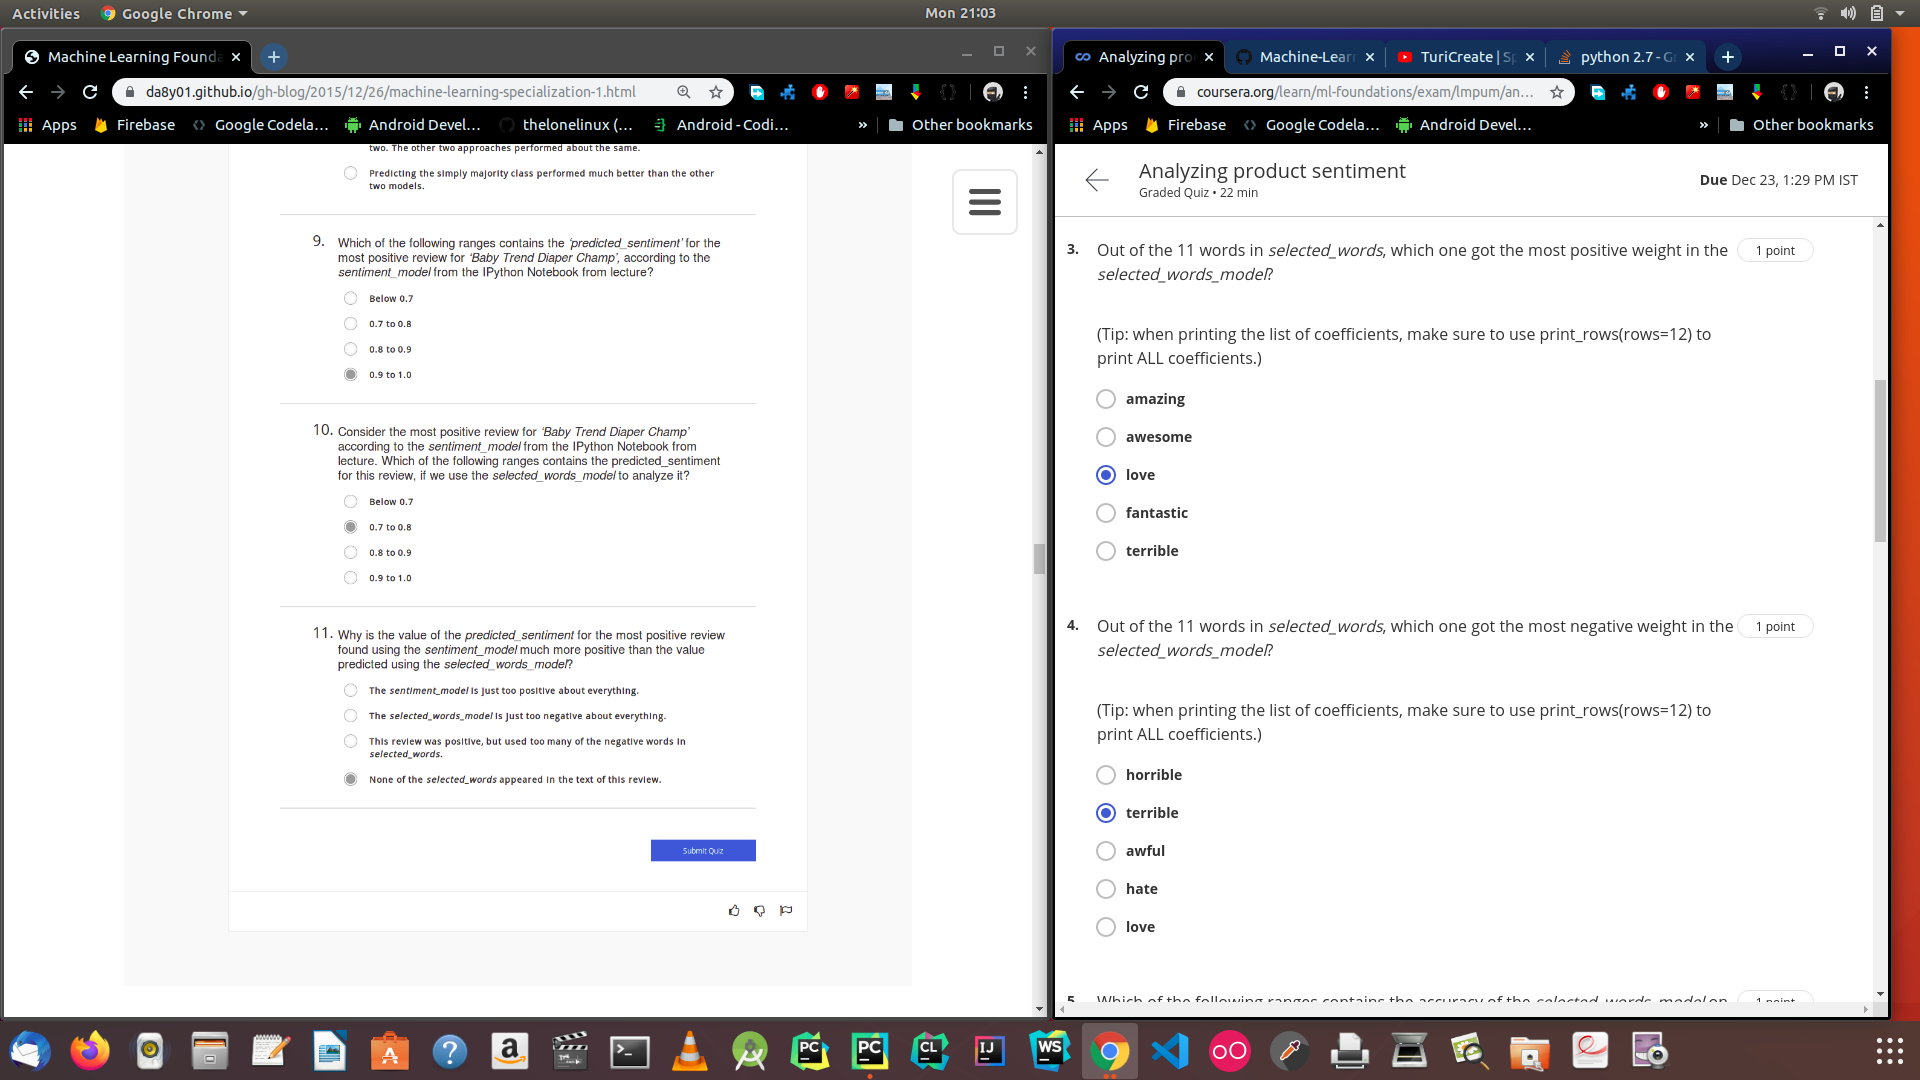 Activities
Google Chrome
Mon 21:03
Machine Learning Founda
da8y01.github.io/gh-blog/2015/12/26/machine-learning-specialization-1.html
Apps
Firebase
Google Codela...
Android Devel...
thelonelinux (...
Android - Codi...
»
Other bookmarks
two. The other two approaches performed about the same.
Predicting the simply majority class performed much better than the other
two models.
9. Which of the following ranges contains the ‘predicted_sentiment’ for the
most positive review for ‘Baby Trend Diaper Champ’, according to the
sentiment_model from the IPython Notebook from lecture?
Below 0.7
0.7 to 0.8
0.8 to 0.9
0.9 to 1.0
10. Consider the most positive review for ‘Baby Trend Diaper Champ’
according to the sentiment_model from the IPython Notebook from
lecture. Which of the following ranges contains the predicted_sentiment
for this review, if we use the selected_words_model to analyze it?
Below 0.7
0.7 to 0.8
0.8 to 0.9
0.9 to 1.0
11. Why is the value of the predicted_sentiment for the most positive review
found using the sentiment_model much more positive than the value
predicted using the selected_words_model?
The sentiment_model is just too positive about everything.
The selected_words_model is just too negative about everything.
This review was positive, but used too many of the negative words in
selected_words.
None of the selected_words appeared in the text of this review.
Submit Quiz
Analyzing pro
Machine-Lear
TuriCreate | Sp
python 2.7 - G
coursera.org/learn/ml-foundations/exam/lmpum/an...
Apps
Firebase
Google Codela...
Android Devel...
»
Other bookmarks
Analyzing product sentiment
Graded Quiz • 22 min
Due Dec 23, 1:29 PM IST
3. Out of the 11 words in selected_words, which one got the most positive weight in the
selected_words_model?
1 point
(Tip: when printing the list of coefficients, make sure to use print_rows(rows=12) to
print ALL coefficients.)
amazing
awesome
love
fantastic
terrible
4. Out of the 11 words in selected_words, which one got the most negative weight in the
selected_words_model?
1 point
(Tip: when printing the list of coefficients, make sure to use print_rows(rows=12) to
print ALL coefficients.)
horrible
terrible
awful
hate
love
5. Which of the following ranges contains the accuracy of the selected_words_model on
1 point